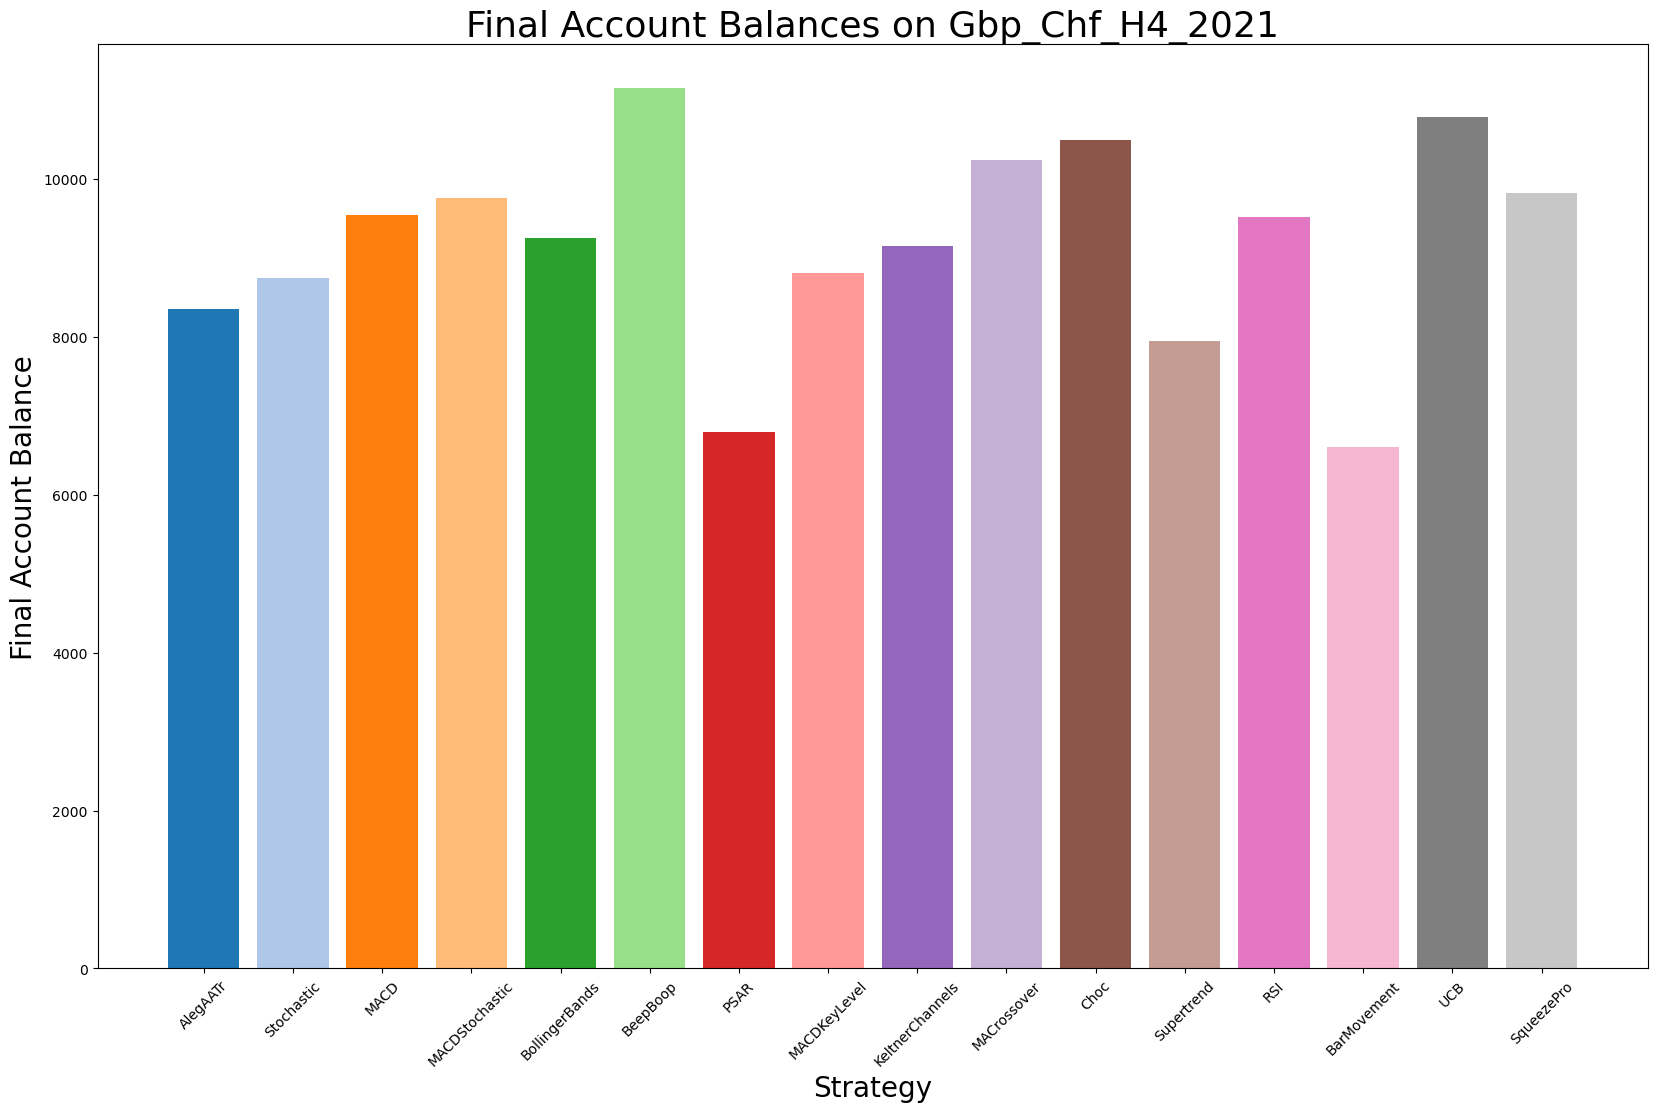 Final Account Balances on Gbp_Chf_H4_2021
Final Account Balance
10000
8000
6000
4000
2000
0
AlegAATr
Stochastic
MACD
MACDStochastic
BollingerBands
BeepBoop
PSAR
MACDKeyLevel
KeltnerChannels
MACrossover
Choc
Supertrend
RSI
BarMovement
UCB
SqueezePro
Strategy